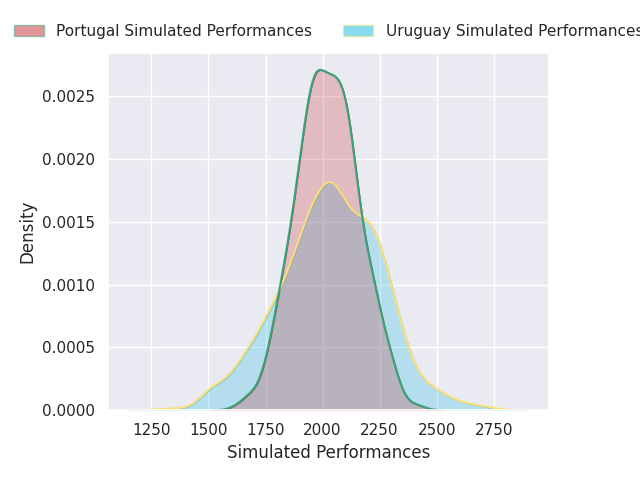 Portugal Simulated Performances
Uruguay Simulated Performances
0.0025
0.0020
0.0015
0.0010
0.0005
0.0000
Density
1250 1500 1750 2000 2250 2500 2750
Simulated Performances